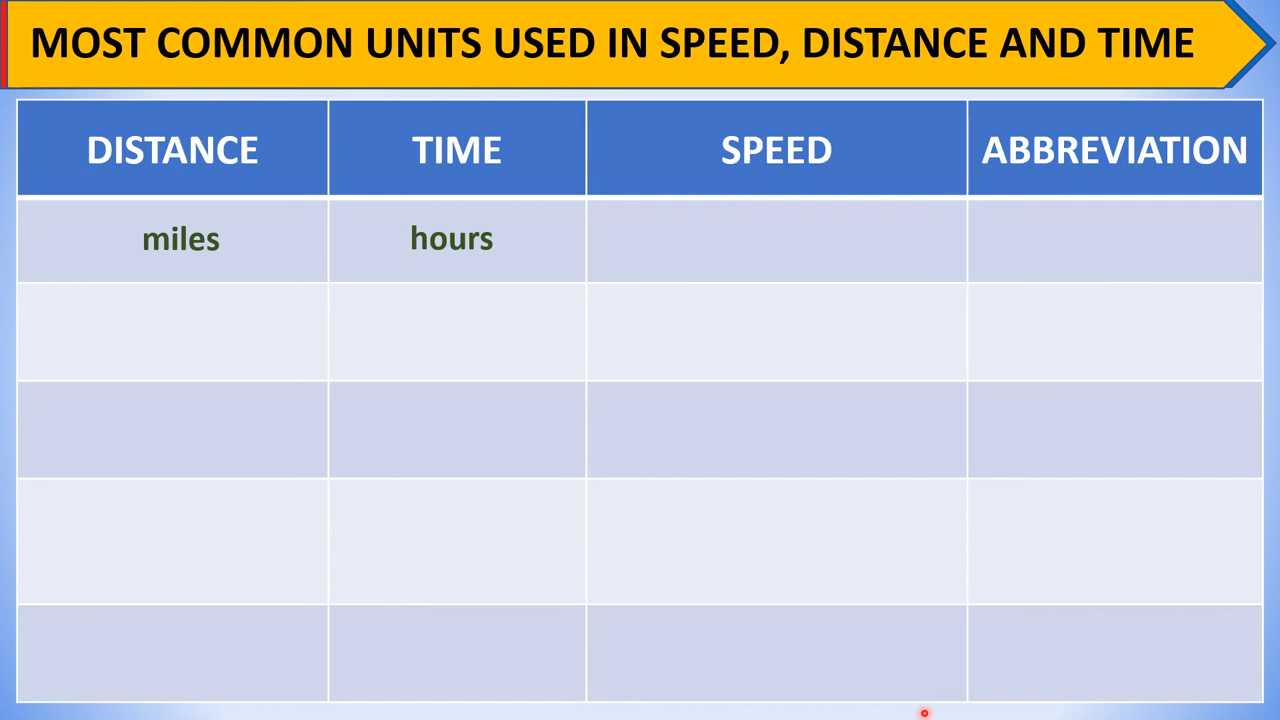 MOST COMMON UNITS USED IN SPEED, DISTANCE AND TIME
DISTANCE TIME SPEED ABBREVIATION
miles hours